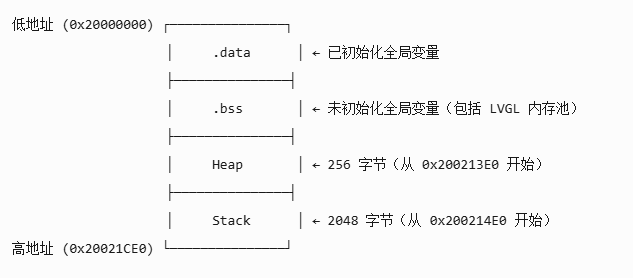 低地址 (0x20000000)
.data ← 已初始化全局变量
.bss ← 未初始化全局变量（包括 LVGL 内存池）
Heap ← 256 字节（从 0x200213E0 开始）
Stack ← 2048 字节（从 0x200214E0 开始）
高地址 (0x20021CE0)